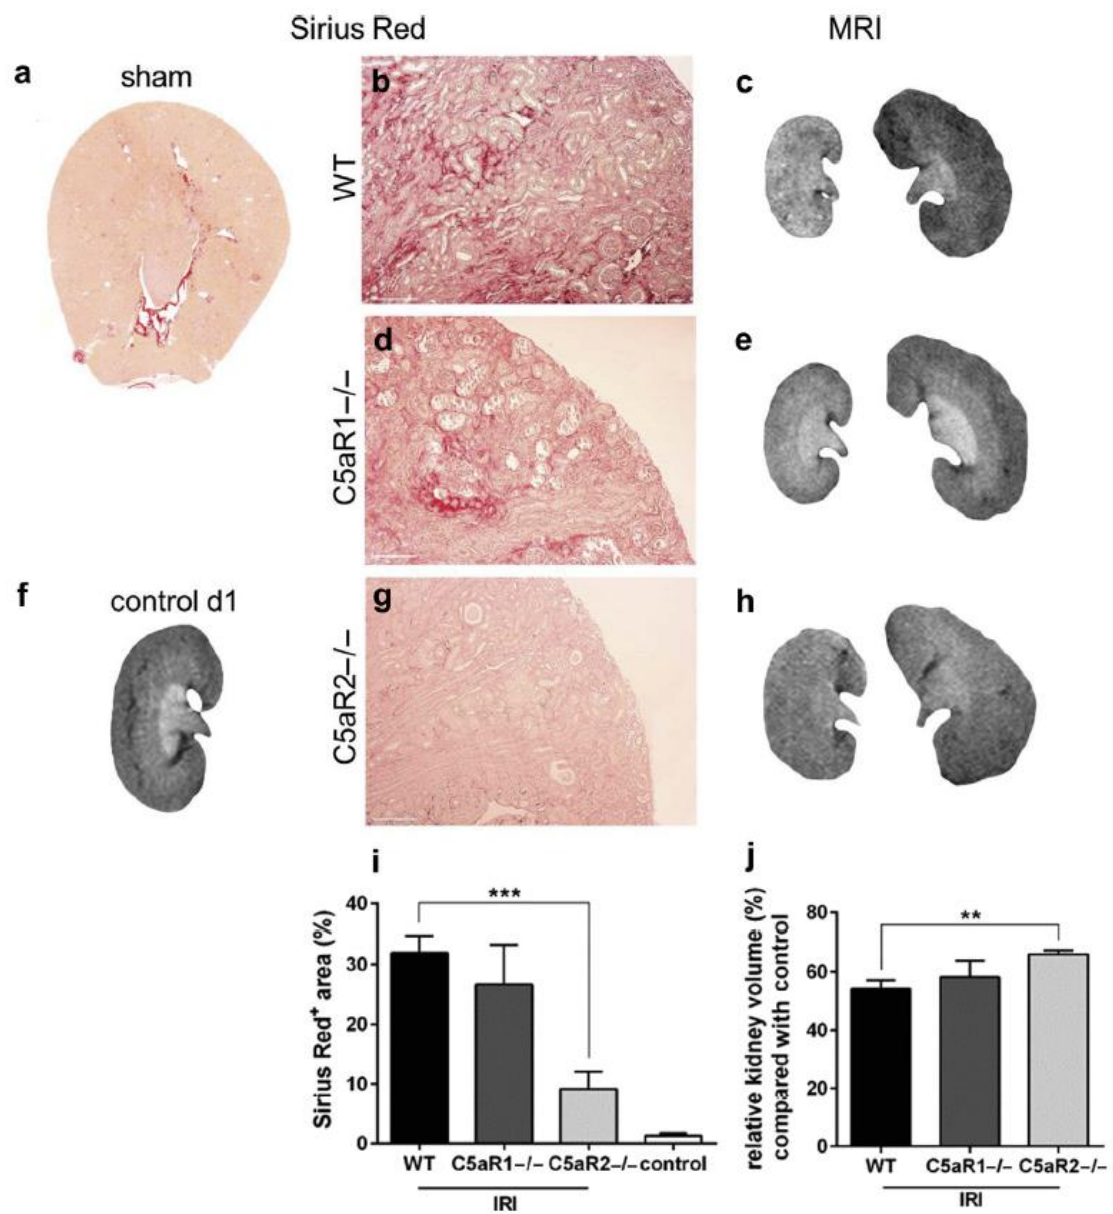 Sirius Red
MRI
a
sham
b
WT
c
d
C5aR1−/−
e
f
control d1
g
C5aR2−/−
h
i
***
Sirius Red⁺ area (%)
40
30
20
10
0
WT
C5aR1−/−
C5aR2−/−
control
IRI
j
**
relative kidney volume (%)
compared with control
80
60
40
20
0
WT
C5aR1−/−
C5aR2−/−
IRI